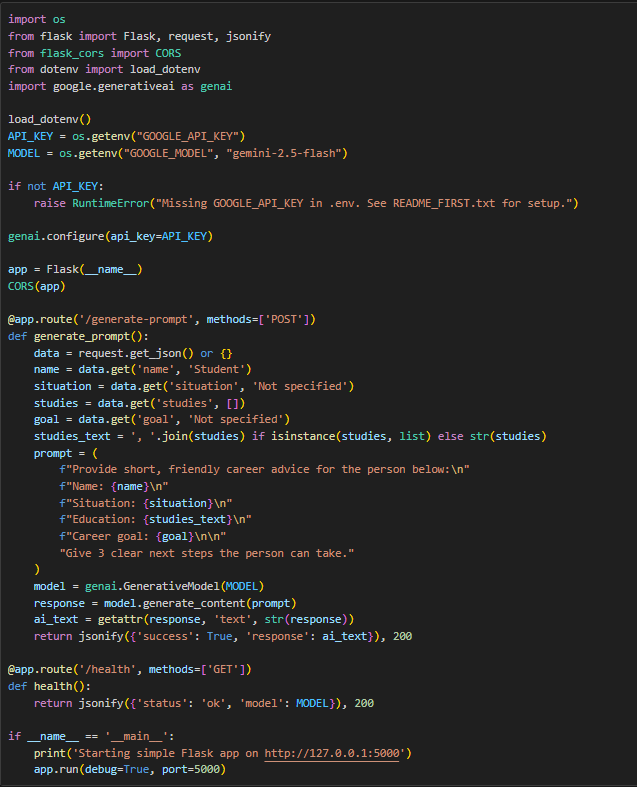 import os
from flask import Flask, request, jsonify
from flask_cors import CORS
from dotenv import load_dotenv
import google.generativeai as genai

load_dotenv()
API_KEY = os.getenv("GOOGLE_API_KEY")
MODEL = os.getenv("GOOGLE_MODEL", "gemini-2.5-flash")

if not API_KEY:
    raise RuntimeError("Missing GOOGLE_API_KEY in .env. See README_FIRST.txt for setup.")

genai.configure(api_key=API_KEY)

app = Flask(__name__)
CORS(app)

@app.route('/generate-prompt', methods=['POST'])
def generate_prompt():
    data = request.get_json() or {}
    name = data.get('name', 'Student')
    situation = data.get('situation', 'Not specified')
    studies = data.get('studies', [])
    goal = data.get('goal', 'Not specified')
    studies_text = ', '.join(studies) if isinstance(studies, list) else str(studies)
    prompt = (
        f"Provide short, friendly career advice for the person below:\n"
        f"Name: {name}\n"
        f"Situation: {situation}\n"
        f"Education: {studies_text}\n"
        f"Career goal: {goal}\n\n"
        "Give 3 clear next steps the person can take."
    )
    model = genai.GenerativeModel(MODEL)
    response = model.generate_content(prompt)
    ai_text = getattr(response, 'text', str(response))
    return jsonify({'success': True, 'response': ai_text}), 200

@app.route('/health', methods=['GET'])
def health():
    return jsonify({'status': 'ok', 'model': MODEL}), 200

if __name__ == '__main__':
    print('Starting simple Flask app on http://127.0.0.1:5000')
    app.run(debug=True, port=5000)